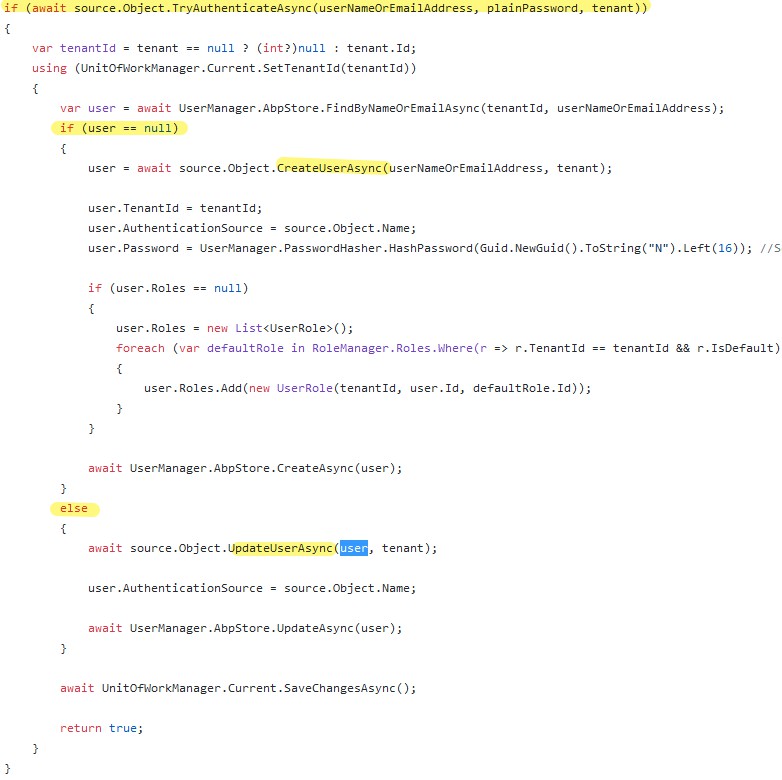 if (await source.Object.TryAuthenticateAsync(userNameOrEmailAddress, plainPassword, tenant))
{
var tenantId = tenant == null ? (int?)null : tenant.Id;
using (UnitOfWorkManager.Current.SetTenantId(tenantId))
{
var user = await UserManager.AbpStore.FindByNameOrEmailAsync(tenantId, userNameOrEmailAddress);
if (user == null)
{
user = await source.Object.CreateUserAsync(userNameOrEmailAddress, tenant);
user.TenantId = tenantId;
user.AuthenticationSource = source.Object.Name;
user.Password = UserManager.PasswordHasher.HashPassword(Guid.NewGuid().ToString("N").Left(16)); //S
if (user.Roles == null)
{
user.Roles = new List<UserRole>();
foreach (var defaultRole in RoleManager.Roles.Where(r => r.TenantId == tenantId && r.IsDefault)
{
user.Roles.Add(new UserRole(tenantId, user.Id, defaultRole.Id));
}
}
await UserManager.AbpStore.CreateAsync(user);
}
else
{
await source.Object.UpdateUserAsync(user, tenant);
user.AuthenticationSource = source.Object.Name;
await UserManager.AbpStore.UpdateAsync(user);
}
await UnitOfWorkManager.Current.SaveChangesAsync();
return true;
}
}